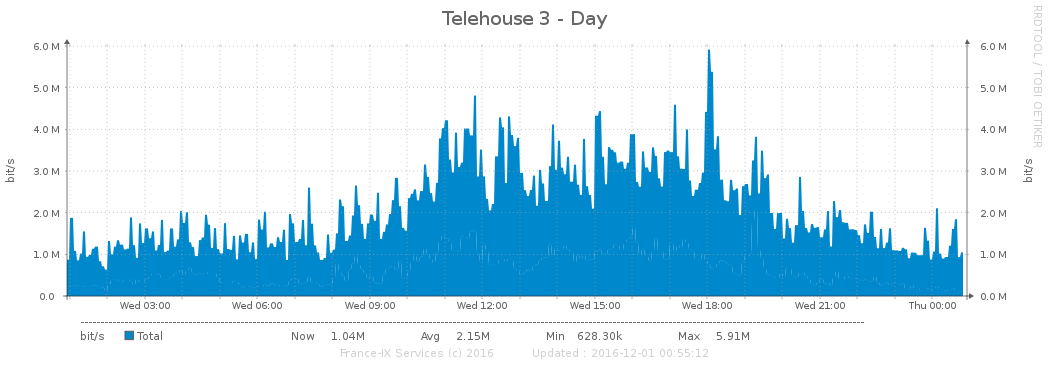 Telehouse 3 - Day
RRDTOOL / TOBI OETIKER
6.0 M 6.0 M
5.0 M 5.0 M
4.0 M 4.0 M
3.0 M 3.0 M
2.0 M 2.0 M
1.0 M 1.0 M
0.0 0.0 M
bit/s bit/s
Wed 03:00 Wed 06:00 Wed 09:00 Wed 12:00 Wed 15:00 Wed 18:00 Wed 21:00 Thu 00:00
bit/s Total Now 1.04M Avg 2.15M Min 628.30k Max 5.91M
France-IX Services (c) 2016 Updated : 2016-12-01 00:55:12